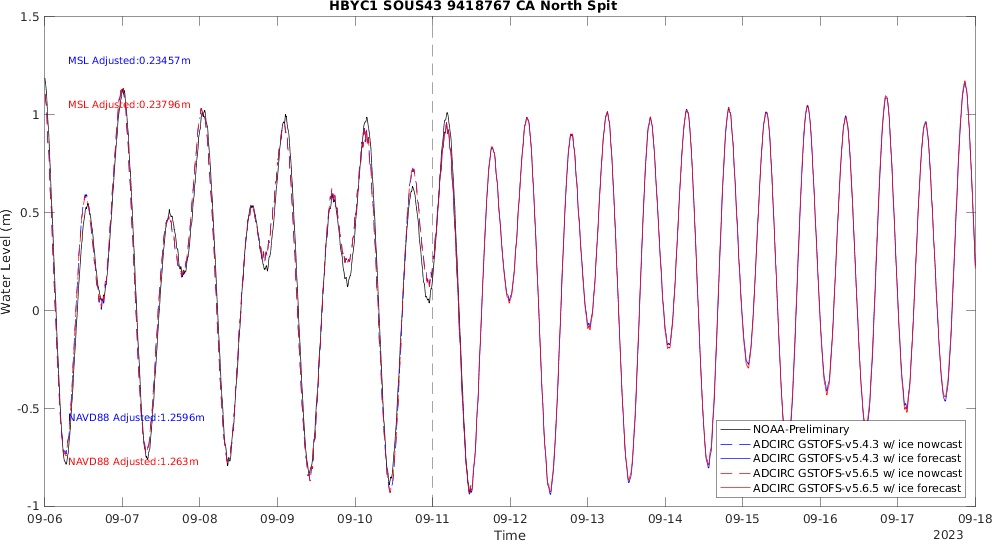 HBYC1 SOUS43 9418767 CA North Spit
1.5
1
0.5
0
-0.5
-1
Water Level (m)
MSL Adjusted:0.23457m
MSL Adjusted:0.23796m
NAVD88 Adjusted:1.2596m
NAVD88 Adjusted:1.263m
NOAA-Preliminary
ADCIRC GSTOFS-v5.4.3 w/ ice nowcast
ADCIRC GSTOFS-v5.4.3 w/ ice forecast
ADCIRC GSTOFS-v5.6.5 w/ ice nowcast
ADCIRC GSTOFS-v5.6.5 w/ ice forecast
09-06 09-07 09-08 09-09 09-10 09-11 09-12 09-13 09-14 09-15 09-16 09-17 09-18
Time
2023